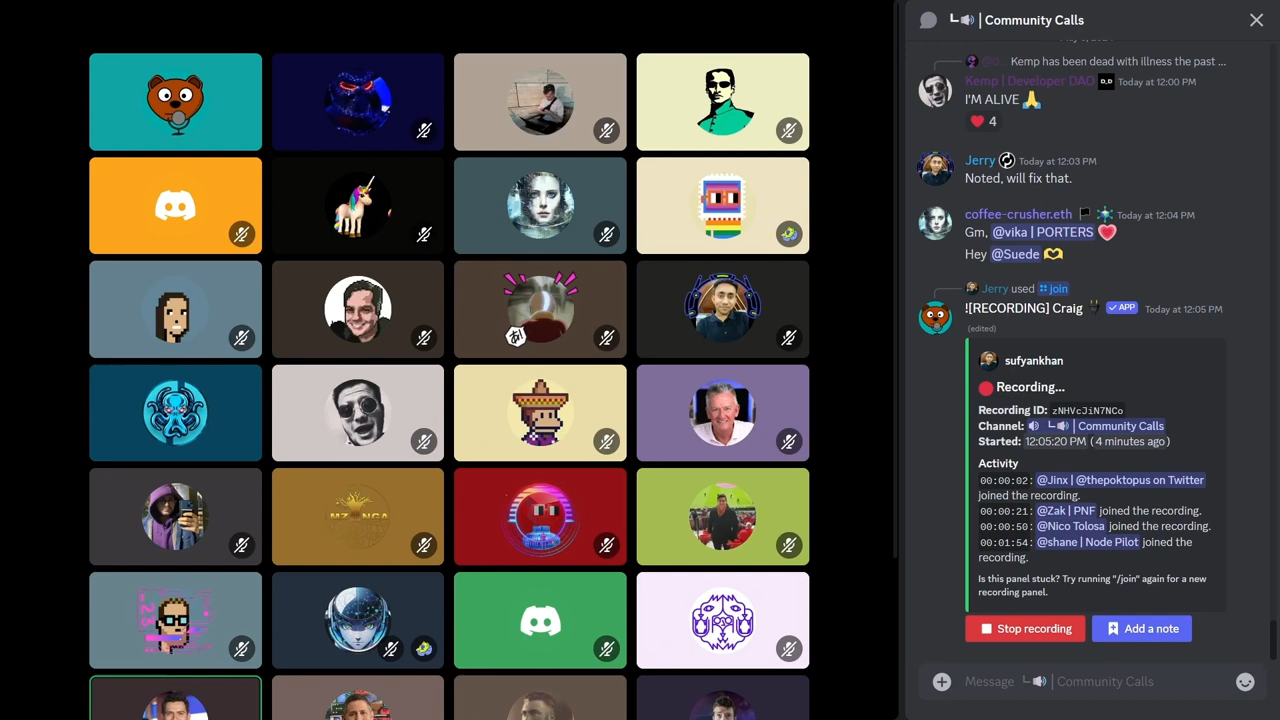 Community Calls
Kemp has been dead with illness the past ...
Kemp | Developer DAO D_D Today at 12:00 PM
I'M ALIVE 🙏
❤️ 4
Jerry Today at 12:03 PM
Noted, will fix that.
coffee-crusher.eth Today at 12:04 PM
Gm, @vika | PORTERS
Hey @Suede
Jerry used join
![RECORDING] Craig ✓ APP Today at 12:05 PM
(edited)
sufyankhan
Recording...
Recording ID: zNHVcJiN7NCo
Channel: Community Calls
Started: 12:05:20 PM (4 minutes ago)
Activity
00:00:02: @Jinx | @thepoktopus on Twitter
joined the recording.
00:00:21: @Zak | PNF joined the recording.
00:00:50: @Nico Tolosa joined the recording.
00:01:54: @shane | Node Pilot joined the
recording.
Is this panel stuck? Try running "/join" again for a new
recording panel.
Stop recording Add a note
Message Community Calls
MZONGA
あ